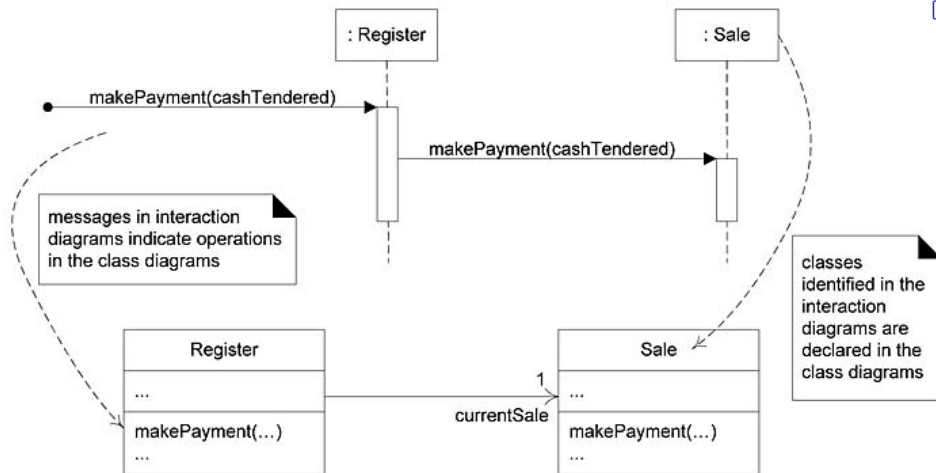 : Register
: Sale
makePayment(cashTendered)
makePayment(cashTendered)
messages in interaction
diagrams indicate operations
in the class diagrams
classes
identified in the
interaction
diagrams are
declared in the
class diagrams
Register
...
makePayment(...)
...
1
currentSale
Sale
...
makePayment(...)
...